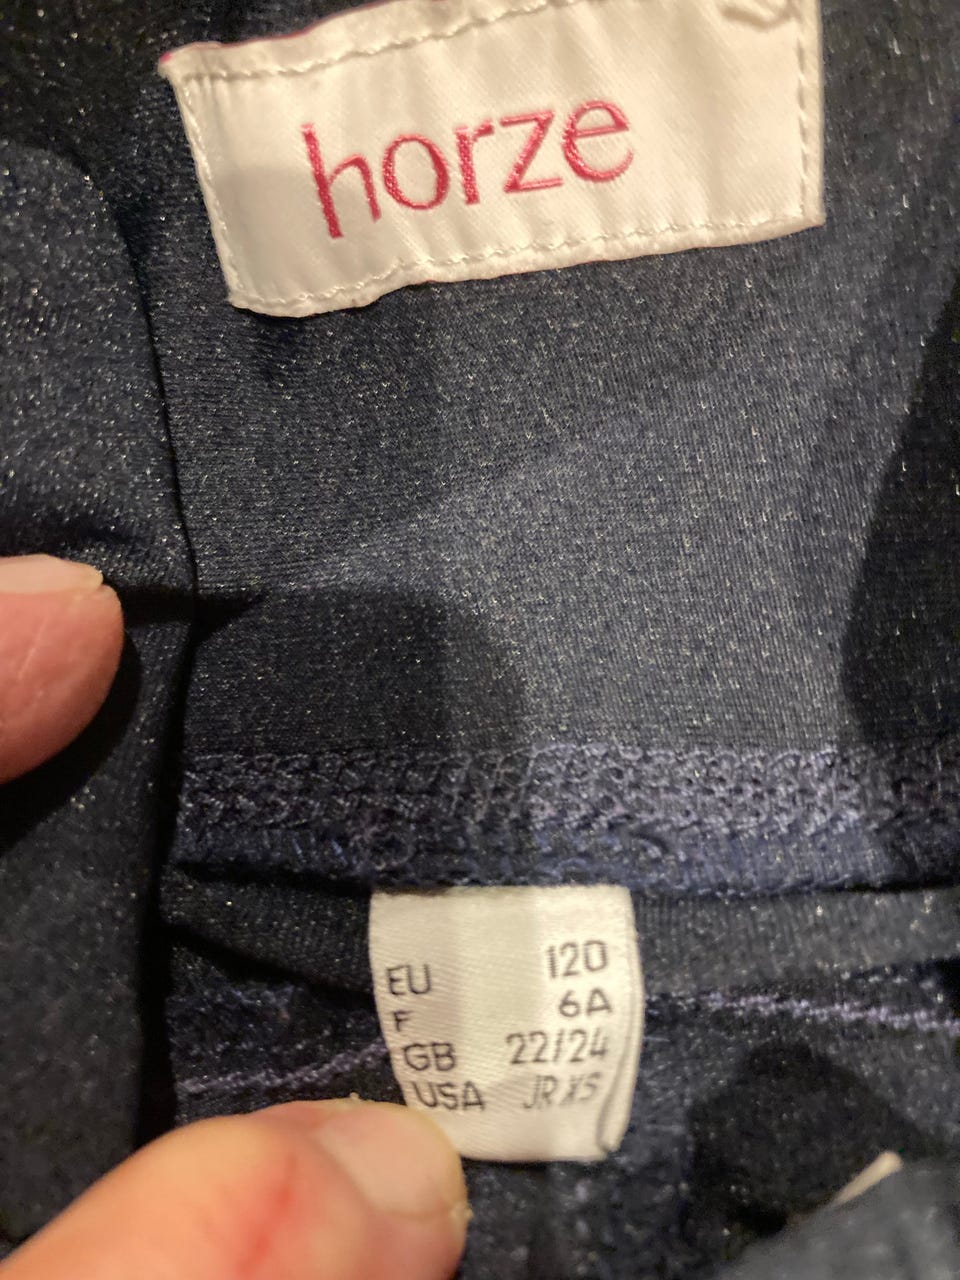 horze
EU 120
F 6A
GB 22/24
USA JR XS